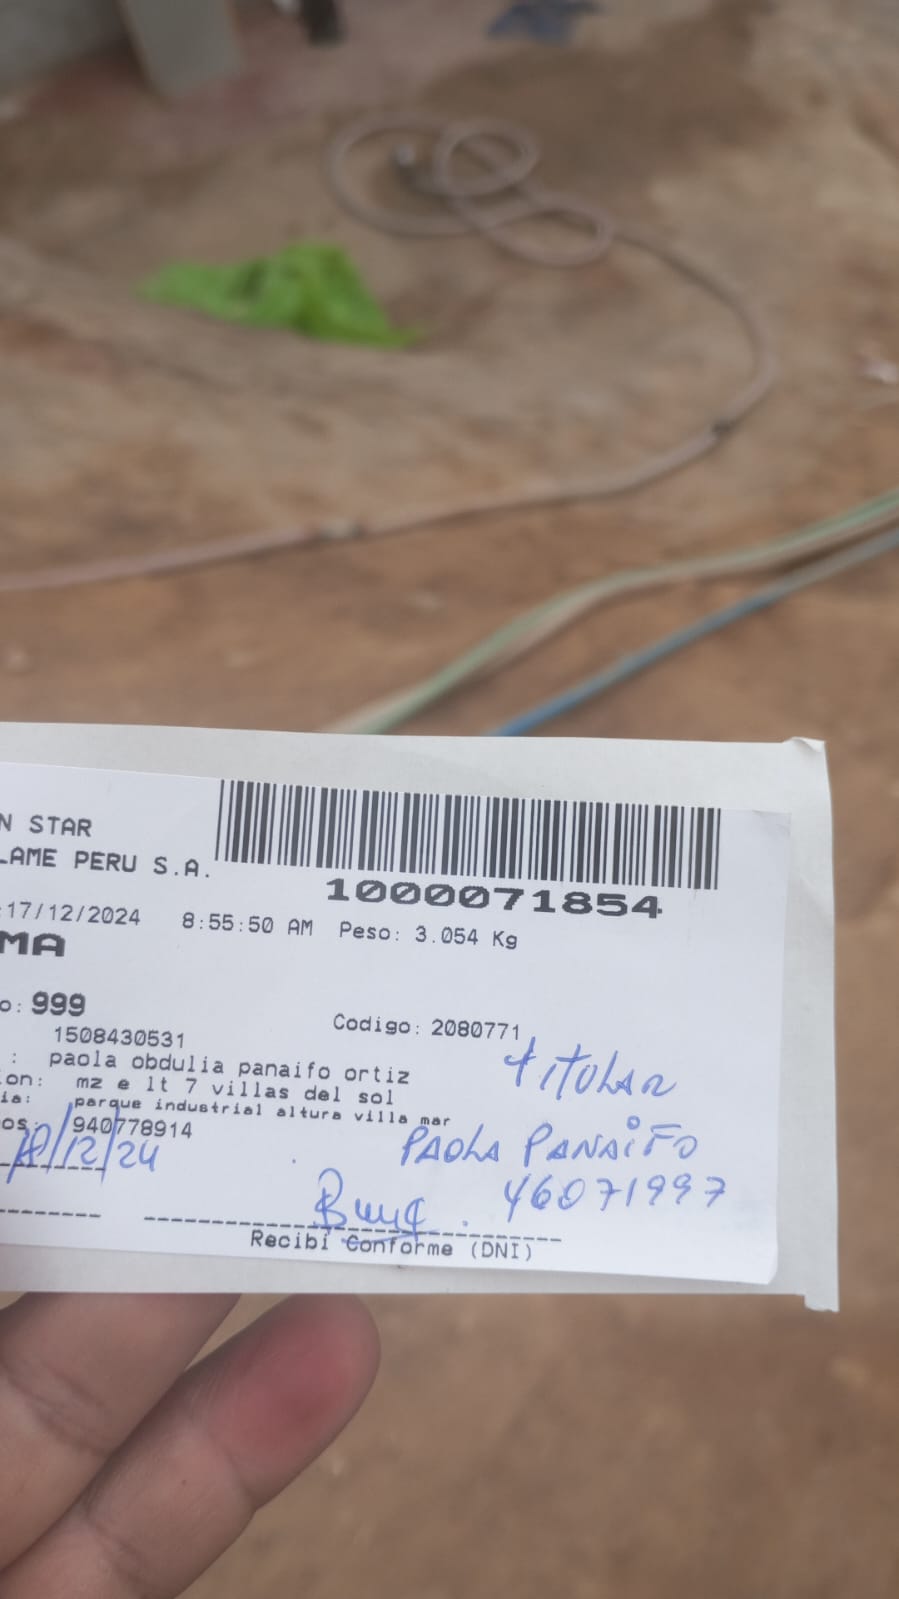 N STAR
LAME PERU S.A.
1000071854
:17/12/2024 8:55:50 AM Peso: 3.054 Kg
MA
o: 999
Codigo: 2080771
1508430531
: paola obdulia panaifo ortiz
ion: mz e lt 7 villas del sol
ia: parque industrial altura villa mar
os: 940778914
TITULAR
PAOLA PANAIFO
46071997
/12/24
Recibi Conforme (DNI)